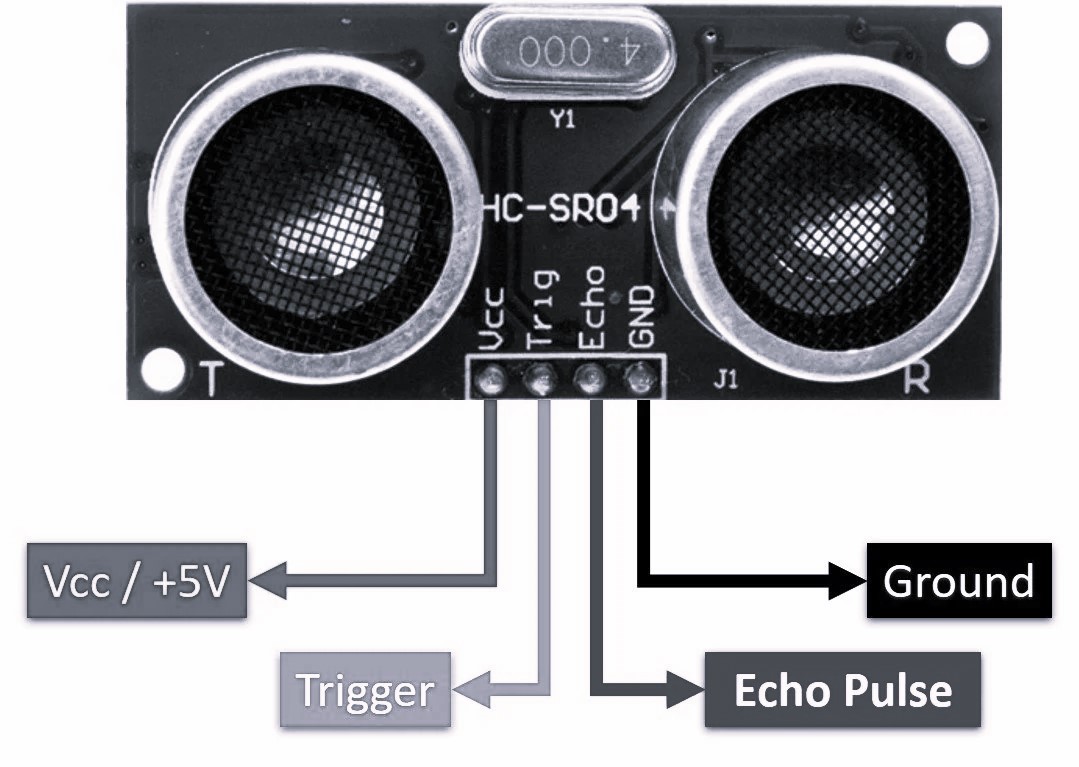 4.000
Y1
HC-SR04
Vcc
Trig
Echo
GND
T
J1
R
Vcc / +5V
Ground
Trigger
Echo Pulse